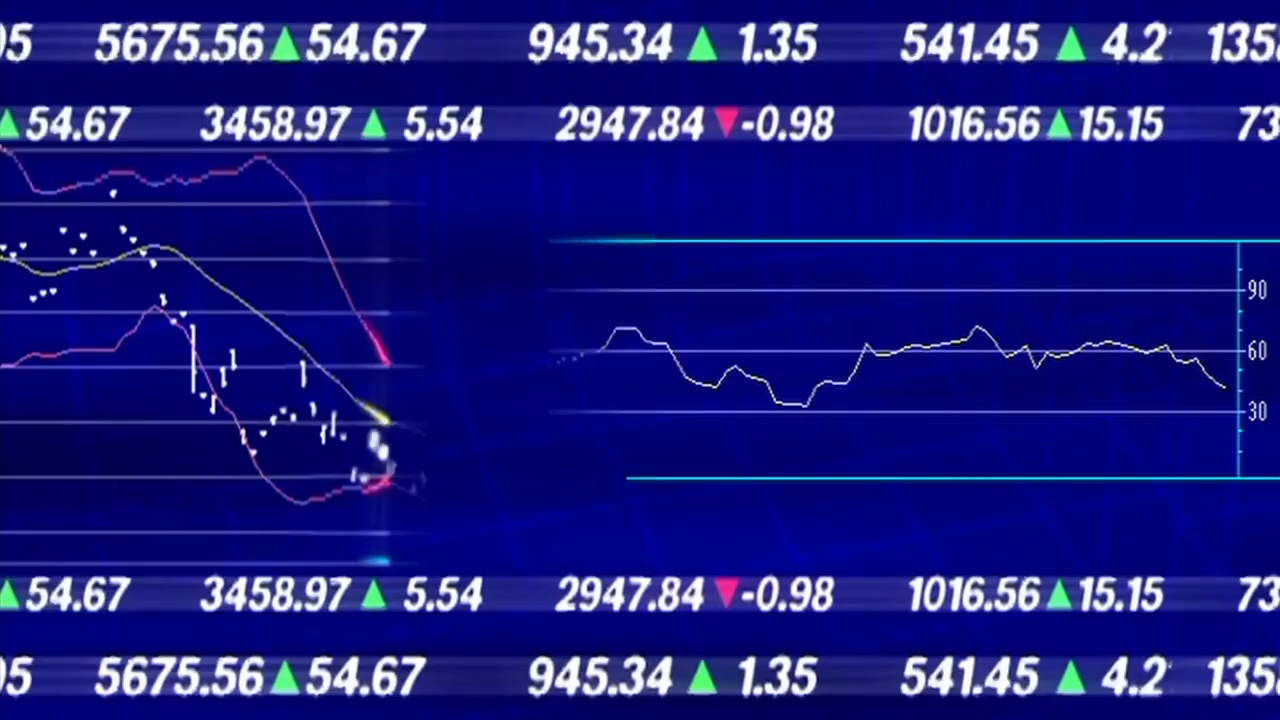 5675.56 ▲ 54.67 945.34 ▲ 1.35 541.45 ▲ 4.2
▲ 54.67 3458.97 ▲ 5.54 2947.84 ▼ -0.98 1016.56 ▲ 15.15
90
60
30
▲ 54.67 3458.97 ▲ 5.54 2947.84 ▼ -0.98 1016.56 ▲ 15.15
5675.56 ▲ 54.67 945.34 ▲ 1.35 541.45 ▲ 4.2